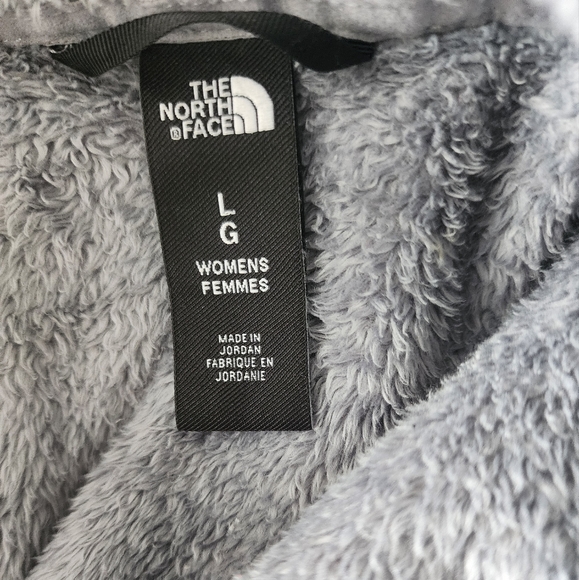 THE
NORTH
®FACE
L
G
WOMENS
FEMMES
MADE IN
JORDAN
FABRIQUE EN
JORDANIE